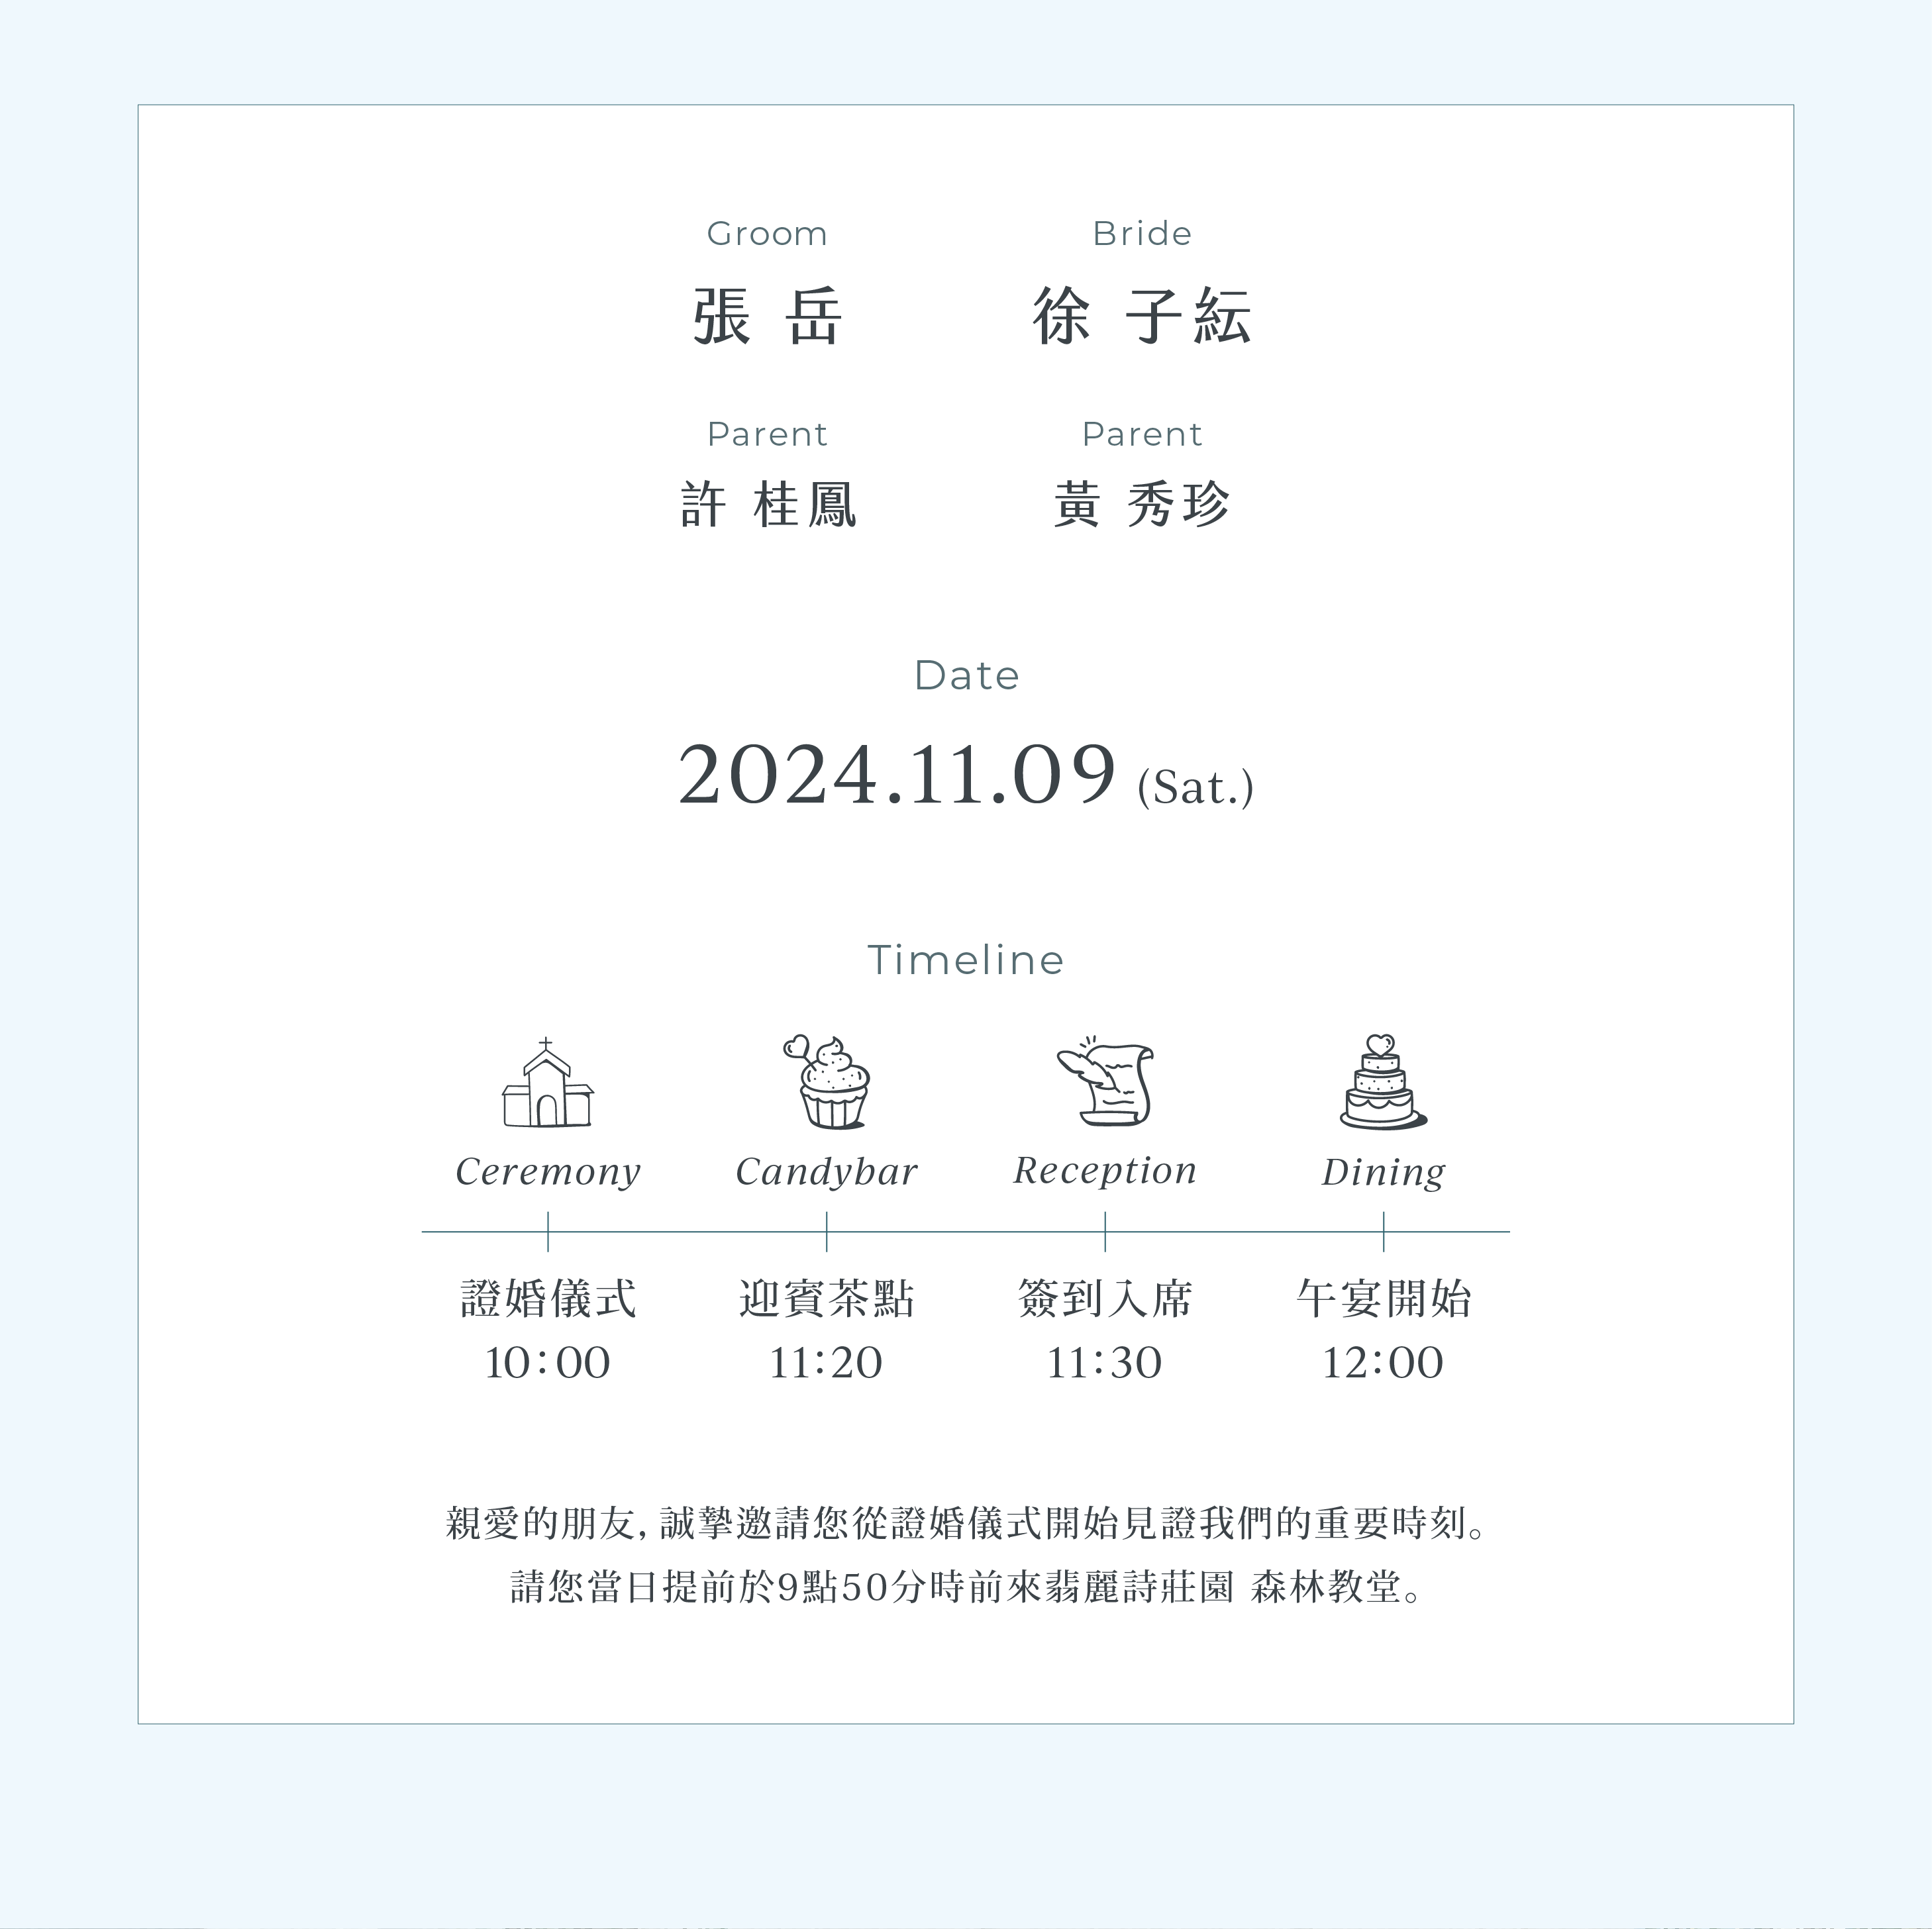 Groom Bride
張 岳 徐 子紜
Parent Parent
許 桂鳳 黃 秀珍
Date
2024.11.09 (Sat.)
Timeline
Ceremony Candybar Reception Dining
證婚儀式 迎賓茶點 簽到入席 午宴開始
10:00 11:20 11:30 12:00
親愛的朋友，誠摯邀請您從證婚儀式開始見證我們的重要時刻。
請您當日提前於9點50分時前來翡麗詩莊園 森林教堂。